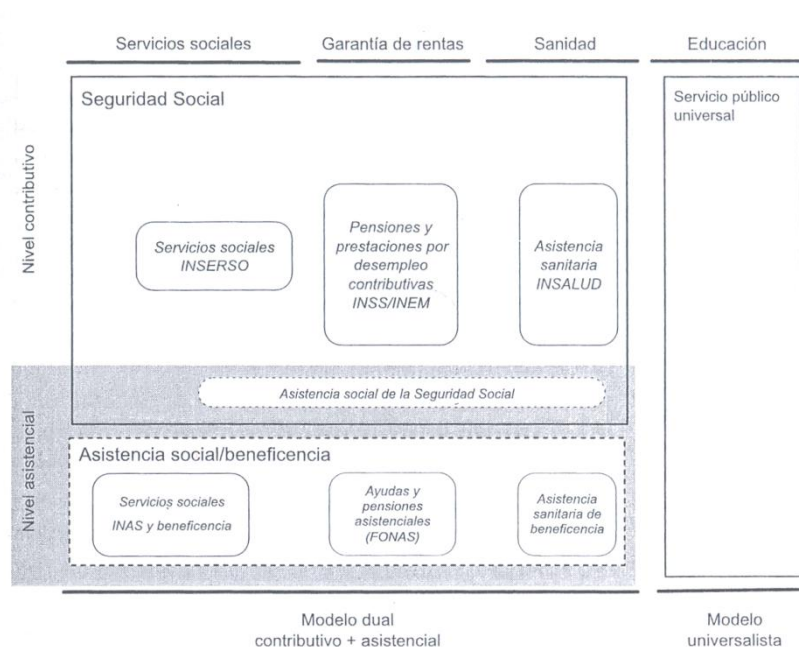 Servicios sociales
Garantía de rentas
Sanidad
Educación
Nivel contributivo
Seguridad Social
Servicio público
universal
Servicios sociales
INSERSO
Pensiones y
prestaciones por
desempleo
contributivas
INSS/INEM
Asistencia
sanitaria
INSALUD
Nivel asistencial
Asistencia social de la Seguridad Social
Asistencia social/beneficencia
Servicios sociales
INAS y beneficencia
Ayudas y
pensiones
asistenciales
(FONAS)
Asistencia
sanitaria de
beneficencia
Modelo dual
contributivo + asistencial
Modelo
universalista